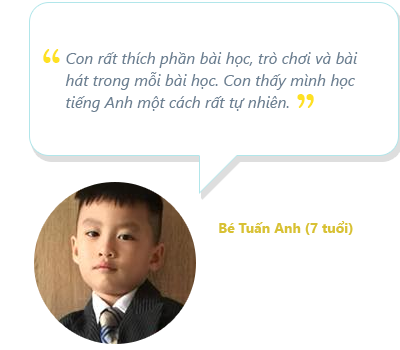 “ Con rất thích phần bài học, trò chơi và bài
hát trong mỗi bài học. Con thấy mình học
tiếng Anh một cách rất tự nhiên. ”
Bé Tuấn Anh (7 tuổi)